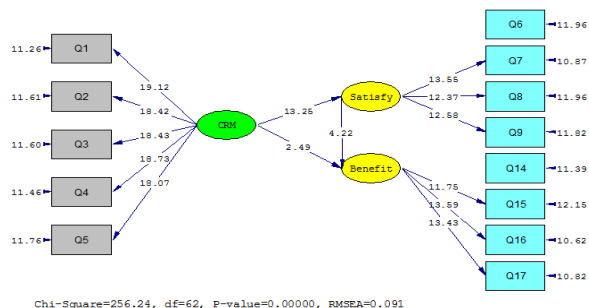 Q6
11.96
11.26
Q1
Q7
10.87
19.12
13.55
11.61
Q2
18.42
Satisfy
12.37
Q8
11.96
13.25
12.58
CRM
Q9
11.82
11.60
Q3
18.43
4.22
2.49
18.73
Benefit
Q14
11.39
11.46
Q4
18.07
11.75
Q15
12.15
13.59
13.43
11.76
Q5
Q16
10.62
Q17
10.82
Chi-Square=256.24, df=62, P-value=0.00000, RMSEA=0.091